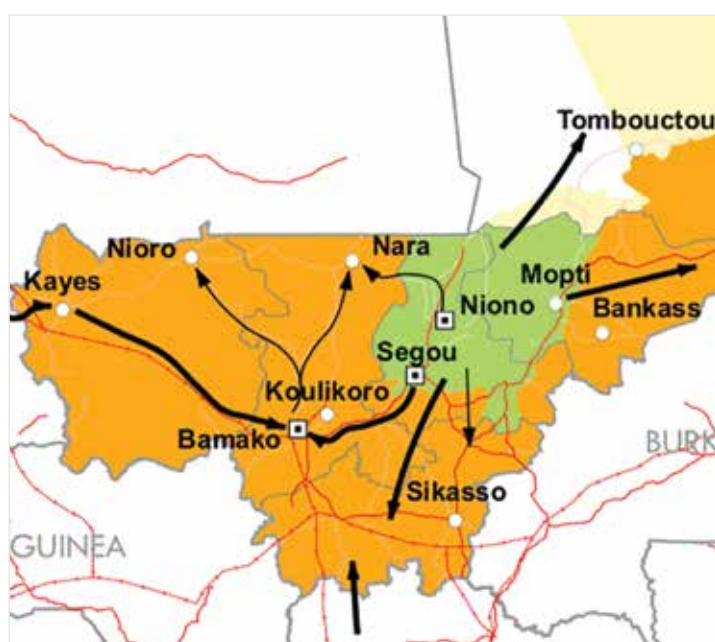 Tombouctou
Nioro
Nara
Kayes
Mopti
Niono
Bankass
Segou
Koulikoro
Bamako
Sikasso
BURK
GUINEA